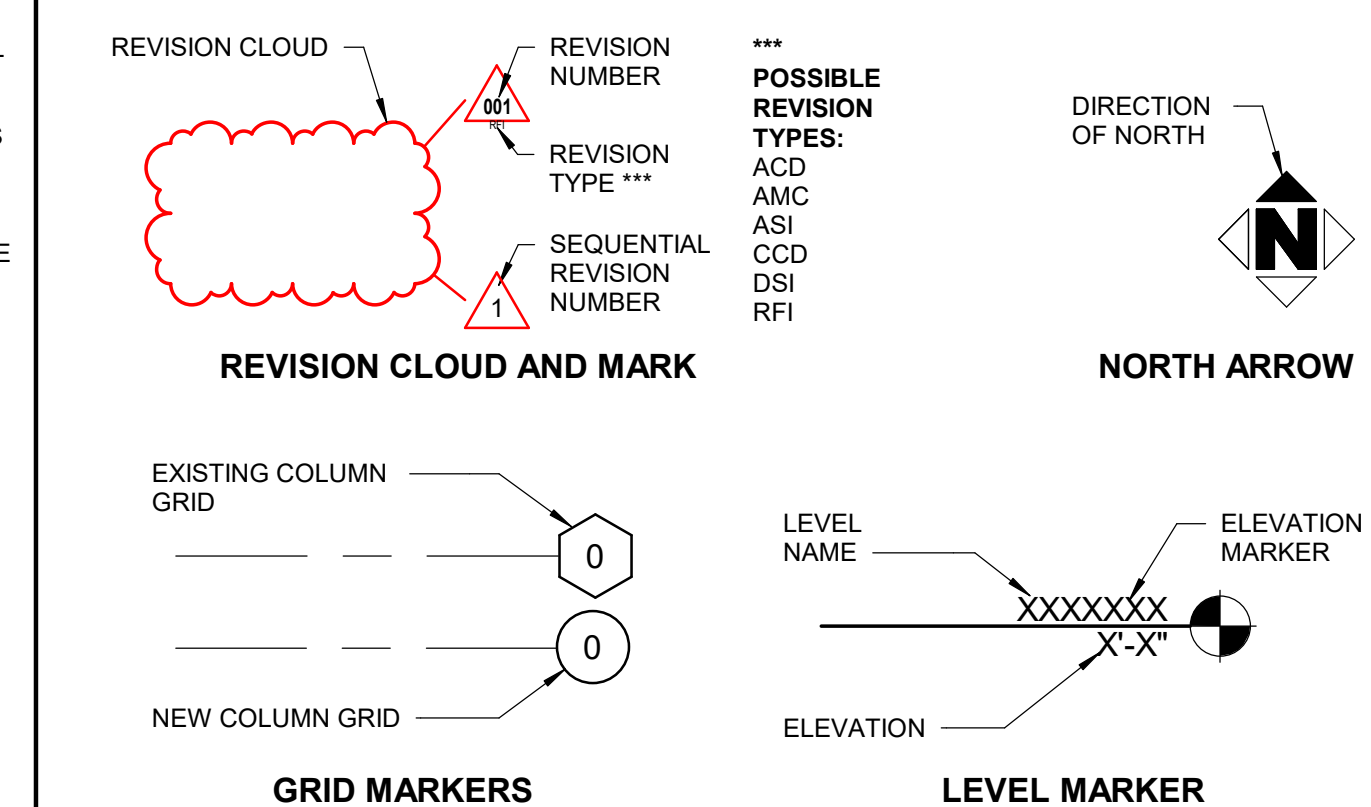 L
S
E
REVISION CLOUD
REVISION
NUMBER
001
RFI
REVISION
TYPE ***
SEQUENTIAL
REVISION
NUMBER
1
***
POSSIBLE
REVISION
TYPES:
ACD
AMC
ASI
CCD
DSI
RFI
REVISION CLOUD AND MARK
DIRECTION
OF NORTH
N
NORTH ARROW
EXISTING COLUMN
GRID
0
0
NEW COLUMN GRID
GRID MARKERS
LEVEL
NAME
ELEVATION
MARKER
XXXXXXX
X'-X"
ELEVATION
LEVEL MARKER